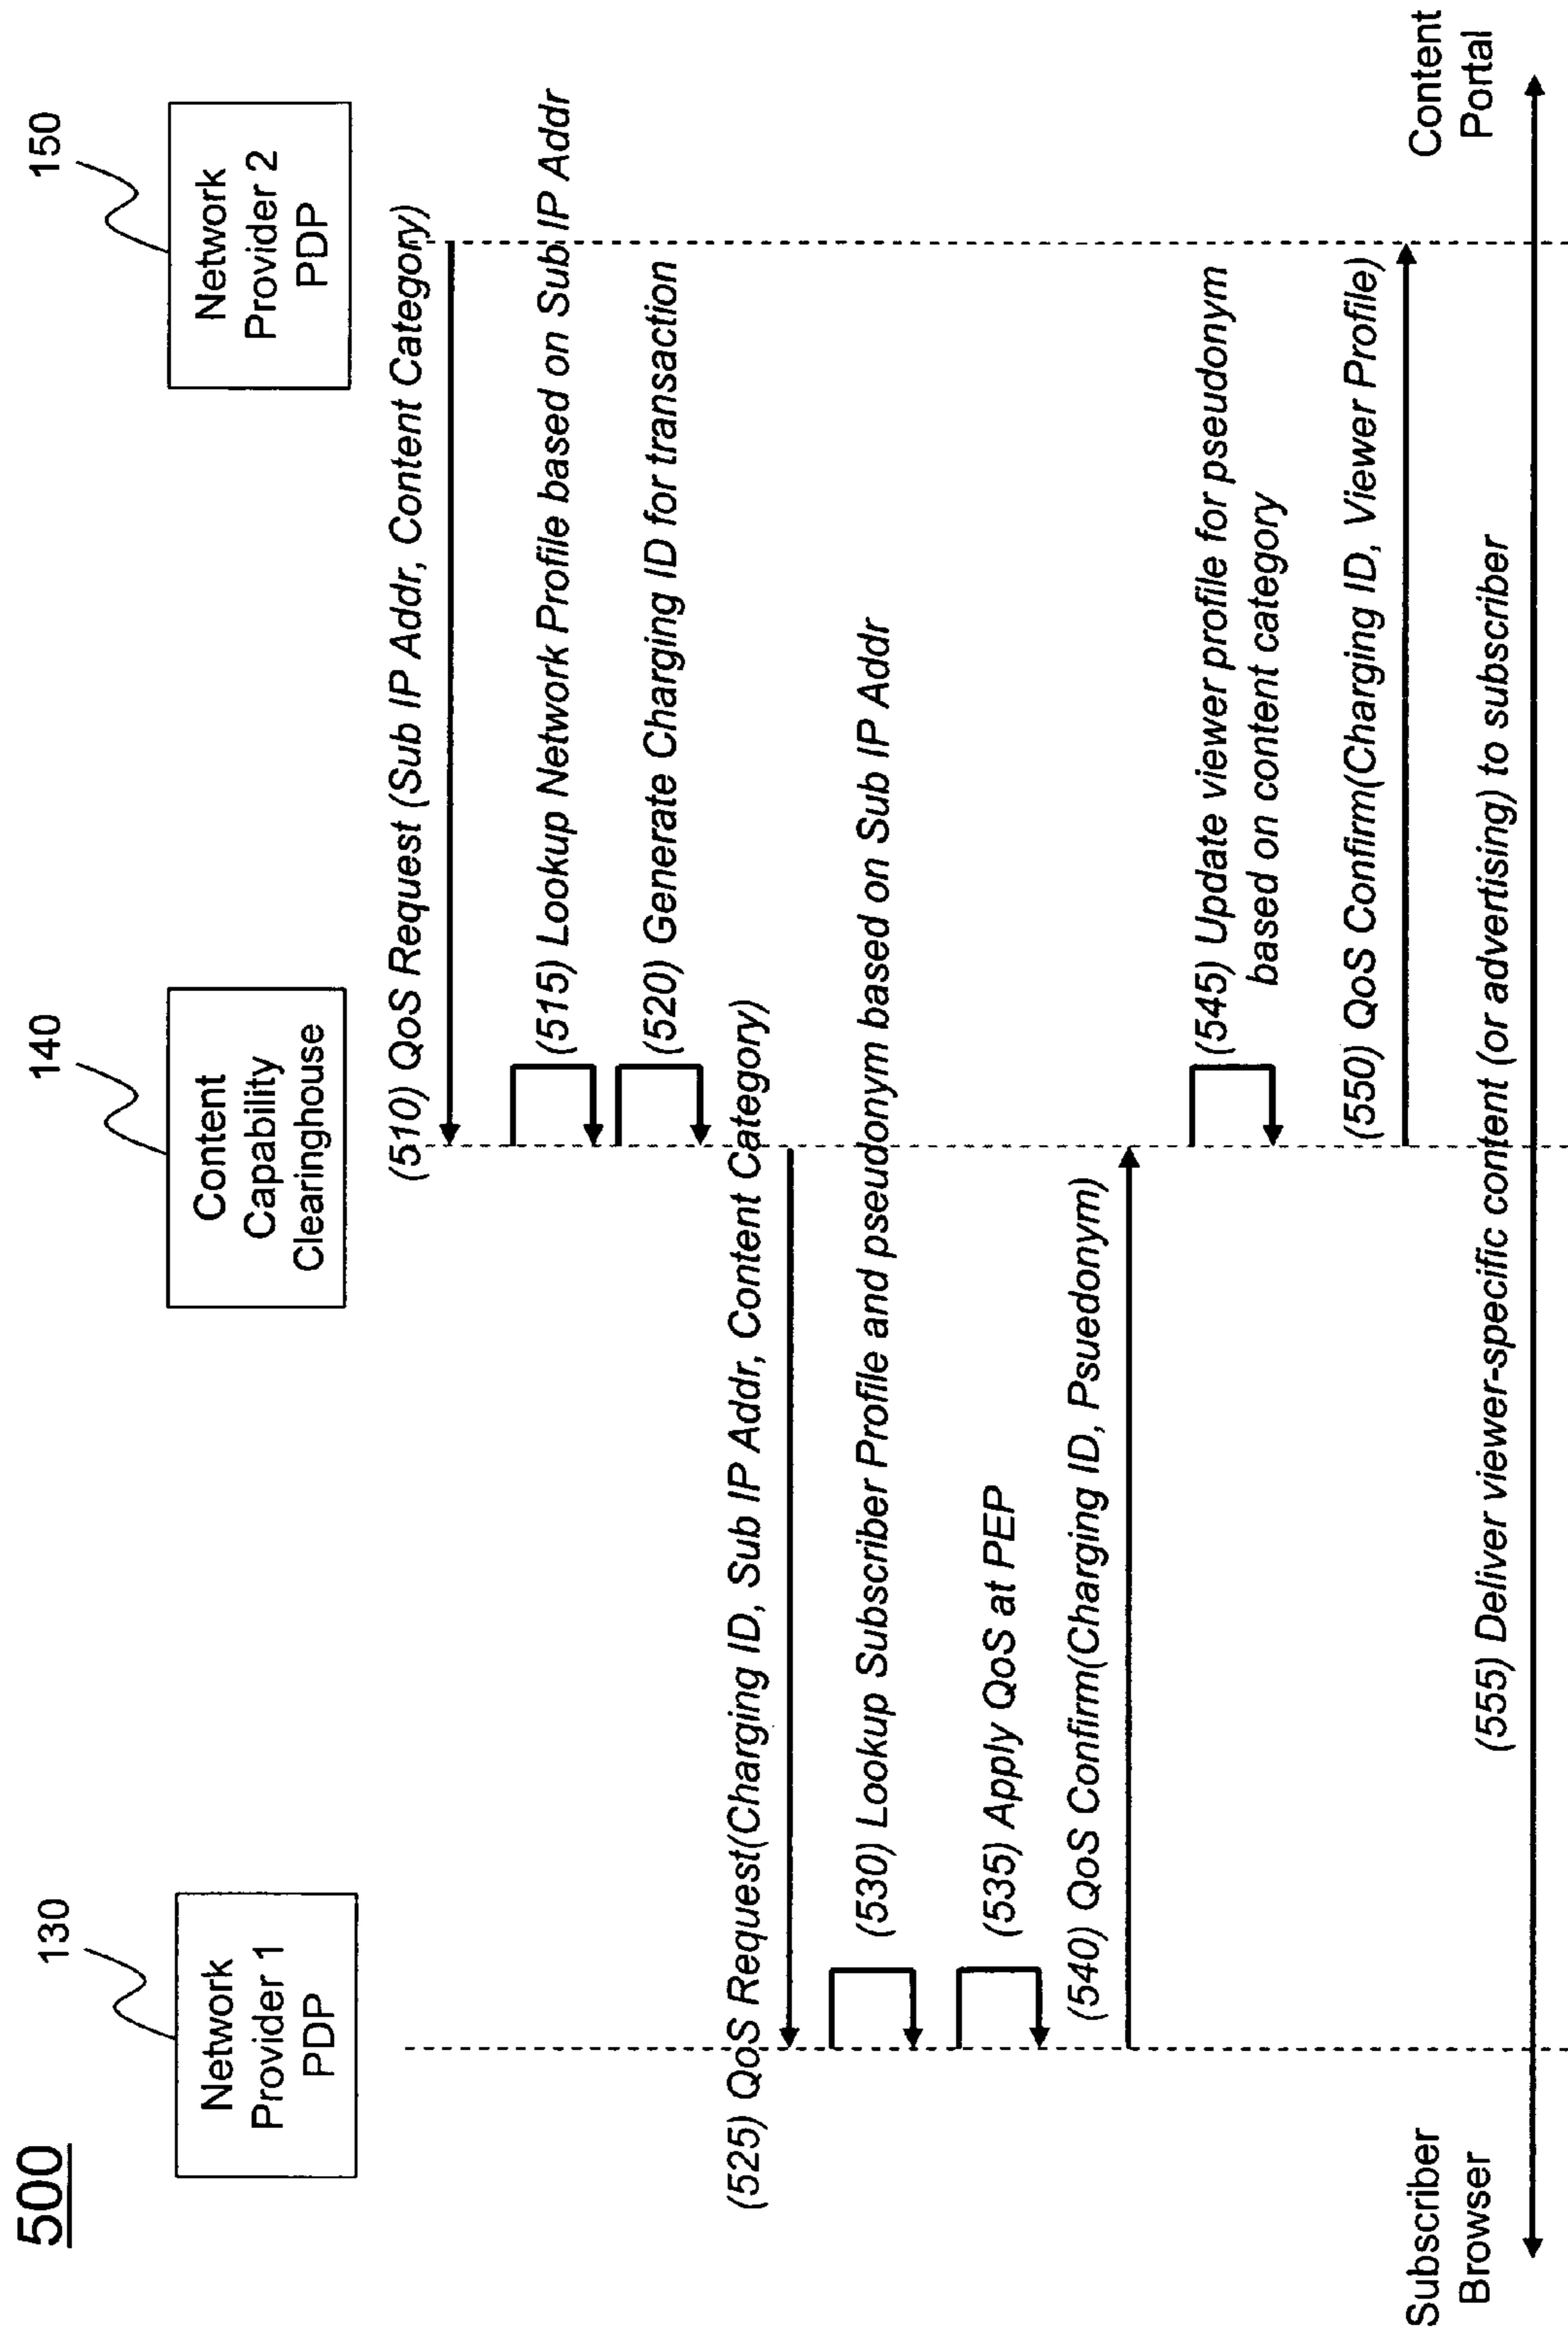 500
130
140
150
Network
Provider 1
PDP
Content
Capability
Clearinghouse
Network
Provider 2
PDP
(510) QoS Request (Sub IP Addr, Content Category)
(515) Lookup Network Profile based on Sub IP Addr
(520) Generate Charging ID for transaction
(525) QoS Request(Charging ID, Sub IP Addr, Content Category)
(530) Lookup Subscriber Profile and pseudonym based on Sub IP Addr
(535) Apply QoS at PEP
(540) QoS Confirm(Charging ID, Psuedonym)
(545) Update viewer profile for pseudonym
based on content category
(550) QoS Confirm(Charging ID, Viewer Profile)
Subscriber
Browser
Content
Portal
(555) Deliver viewer-specific content (or advertising) to subscriber